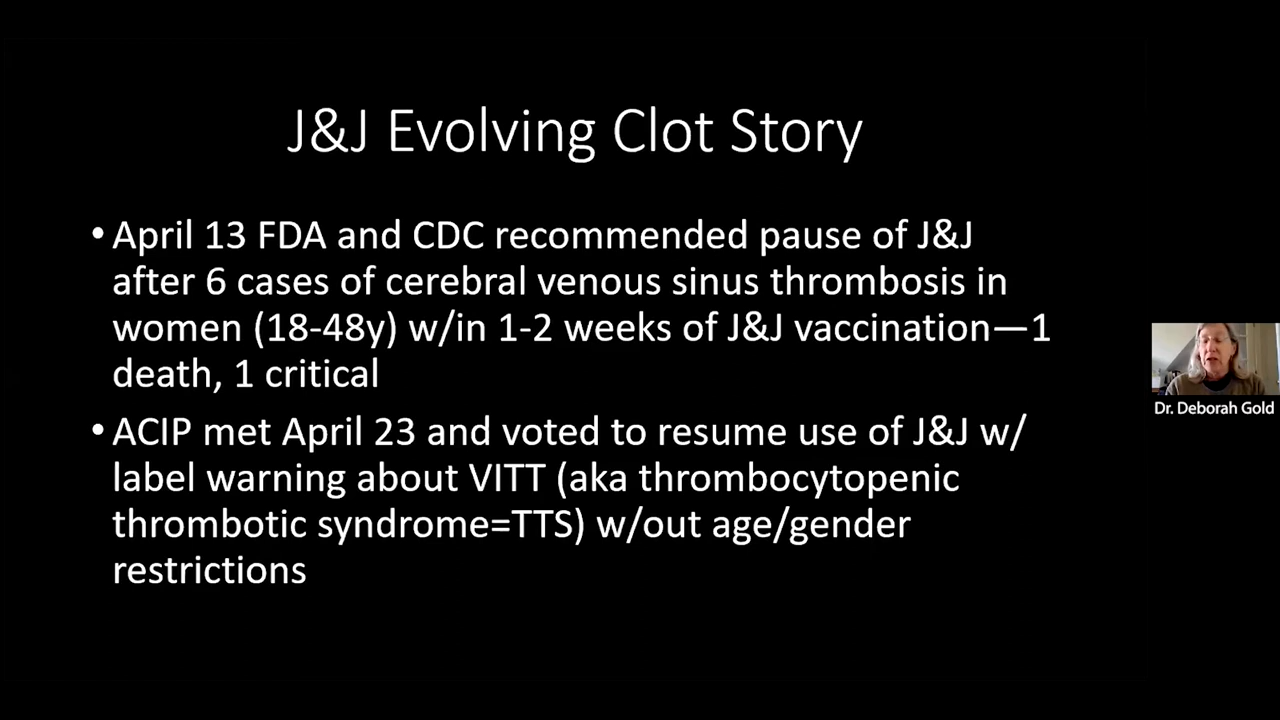 J&J Evolving Clot Story
• April 13 FDA and CDC recommended pause of J&J
after 6 cases of cerebral venous sinus thrombosis in
women (18-48y) w/in 1-2 weeks of J&J vaccination—1
death, 1 critical
• ACIP met April 23 and voted to resume use of J&J w/
label warning about VITT (aka thrombocytopenic
thrombotic syndrome=TTS) w/out age/gender
restrictions
Dr. Deborah Gold